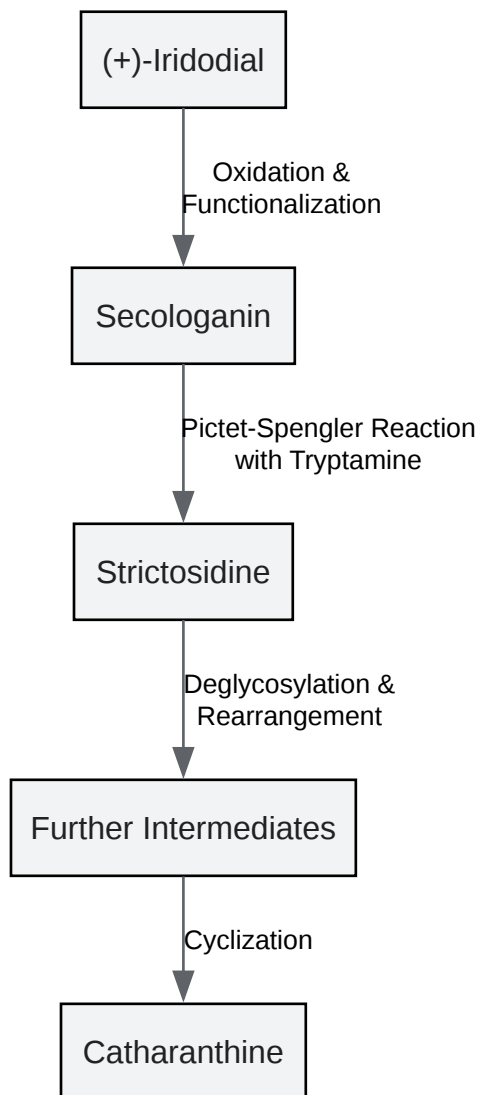 (+)-Iridodial
Oxidation &
Functionalization
Secologanin
Pictet-Spengler Reaction
with Tryptamine
Strictosidine
Deglycosylation &
Rearrangement
Further Intermediates
Cyclization
Catharanthine